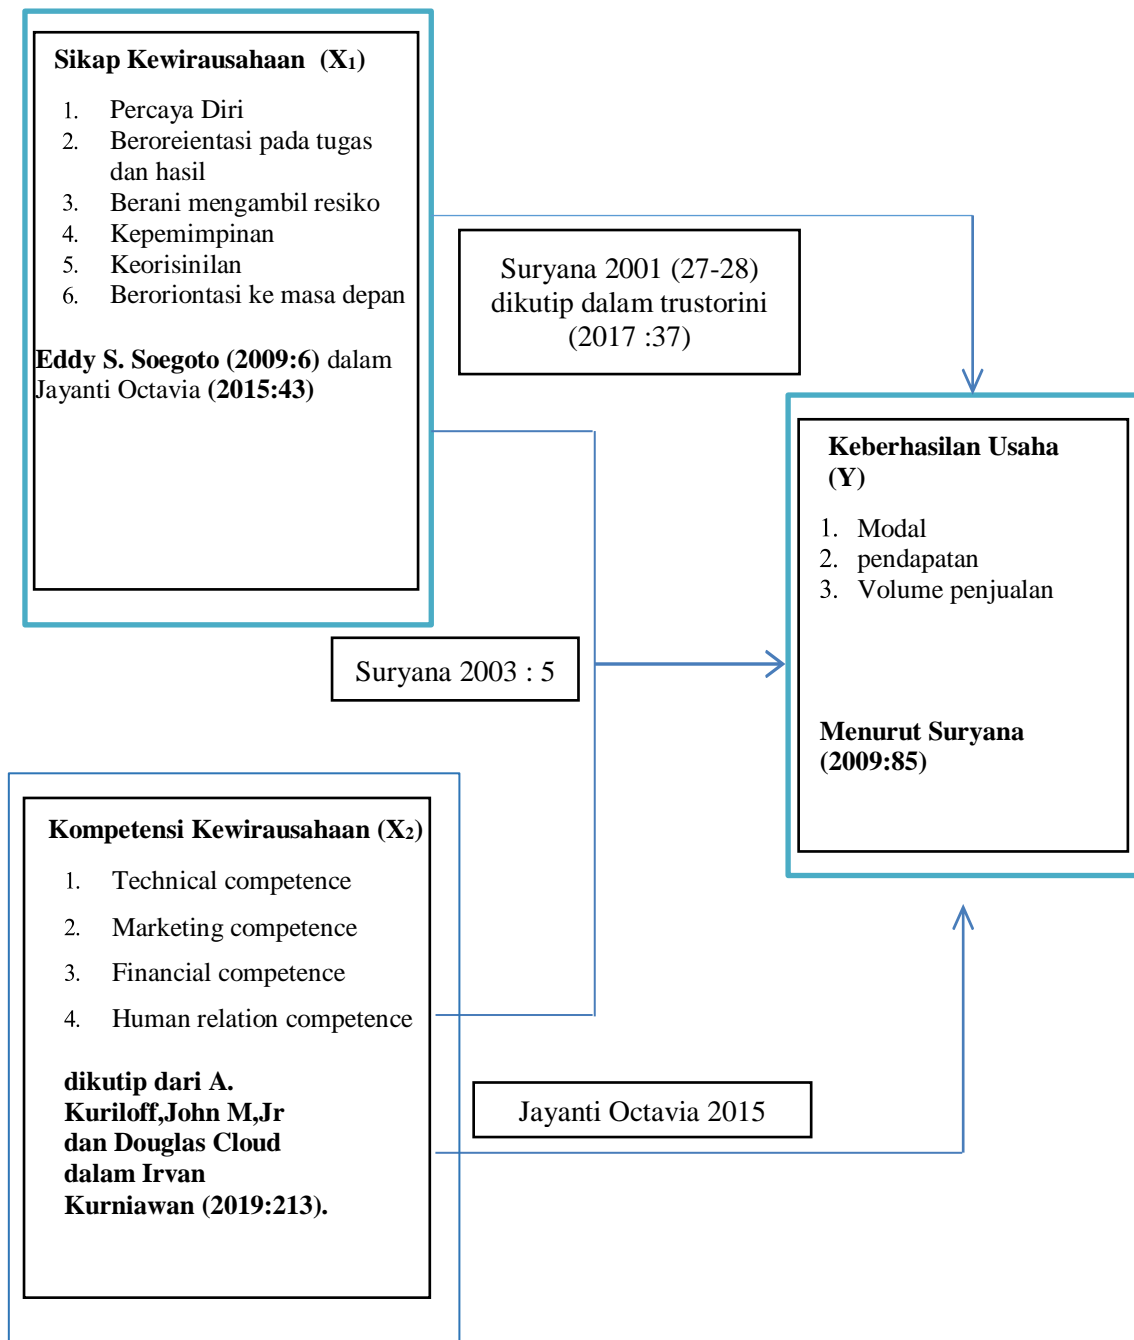 Sikap Kewirausahaan (X1)
1. Percaya Diri
2. Beroreientasi pada tugas
dan hasil
3. Berani mengambil resiko
4. Kepemimpinan
5. Keorisinilan
6. Beroriontasi ke masa depan
Eddy S. Soegoto (2009:6) dalam
Jayanti Octavia (2015:43)
Suryana 2001 (27-28)
dikutip dalam trustorini
(2017 :37)
Keberhasilan Usaha
(Y)
1. Modal
2. pendapatan
3. Volume penjualan
Menurut Suryana
(2009:85)
Suryana 2003 : 5
Kompetensi Kewirausahaan (X2)
1. Technical competence
2. Marketing competence
3. Financial competence
4. Human relation competence
dikutip dari A.
Kuriloff,John M,Jr
dan Douglas Cloud
dalam Irvan
Kurniawan (2019:213).
Jayanti Octavia 2015